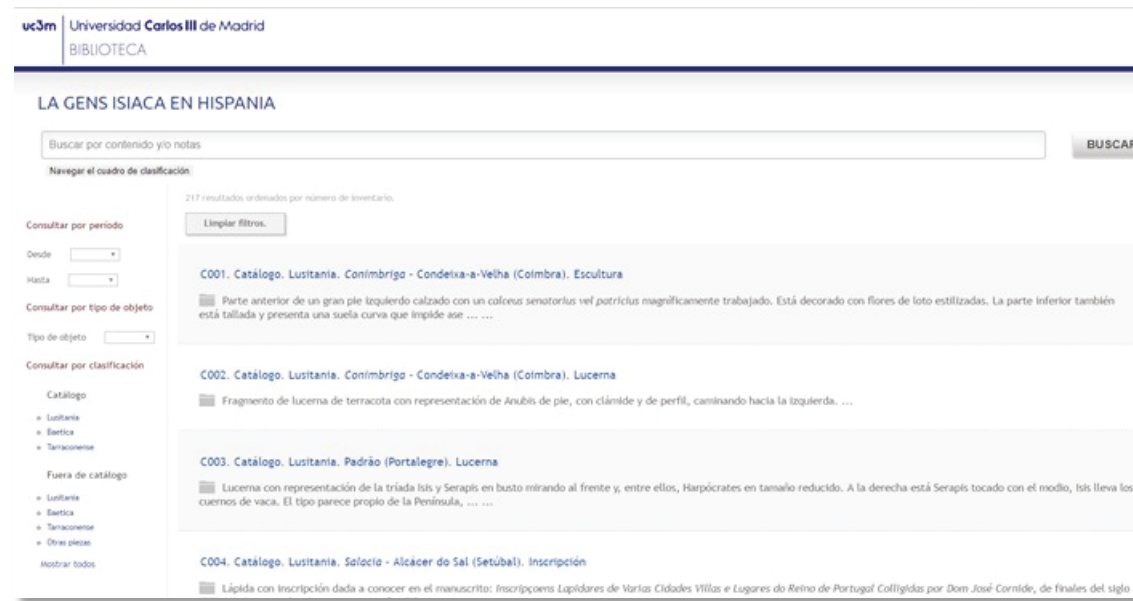 uc3m Universidad Carlos III de Madrid
BIBLIOTECA
LA GENS ISIACA EN HISPANIA
Buscar por contenido y/o notas
BUSCAR
Navegar el cuadro de clasificación
217 resultados ordenados por número de inventario.
Limpiar filtros.
Consultar por período
Desde
Hasta
Consultar por tipo de objeto
Tipo de objeto
Consultar por clasificación
Catálogo
» Lusitania
» Baetica
» Tarraconense
Fuera de catálogo
» Lusitania
» Baetica
» Tarraconense
» Otras piezas
Mostrar todos
C001. Catálogo. Lusitania. Conimbriga - Condeixa-a-Velha (Coimbra). Escultura
Parte anterior de un gran pie izquierdo calzado con un calceus senatorius vel patricius magníficamente trabajado. Está decorado con flores de loto estilizadas. La parte inferior también
está tallada y presenta una suela curva que impide ase ... ...
C002. Catálogo. Lusitania. Conimbriga - Condeixa-a-Velha (Coimbra). Lucerna
Fragmento de lucerna de terracota con representación de Anubis de pie, con clámide y de perfil, caminando hacia la izquierda. ...
C003. Catálogo. Lusitania. Padrão (Portalegre). Lucerna
Lucerna con representación de la tríada Isis y Serapis en busto mirando al frente y, entre ellos, Harpócrates en tamaño reducido. A la derecha está Serapis tocado con el modio, Isis lleva los
cuernos de vaca. El tipo parece propio de la Península, ... ...
C004. Catálogo. Lusitania. Salacia - Alcácer do Sal (Setúbal). Inscripción
Lápida con inscripción dada a conocer en el manuscrito: Inscripçoens Lapidares de Varias Cidades Villas e Lugares do Reino de Portugal Colligidas por Dom José Cornide, de finales del siglo